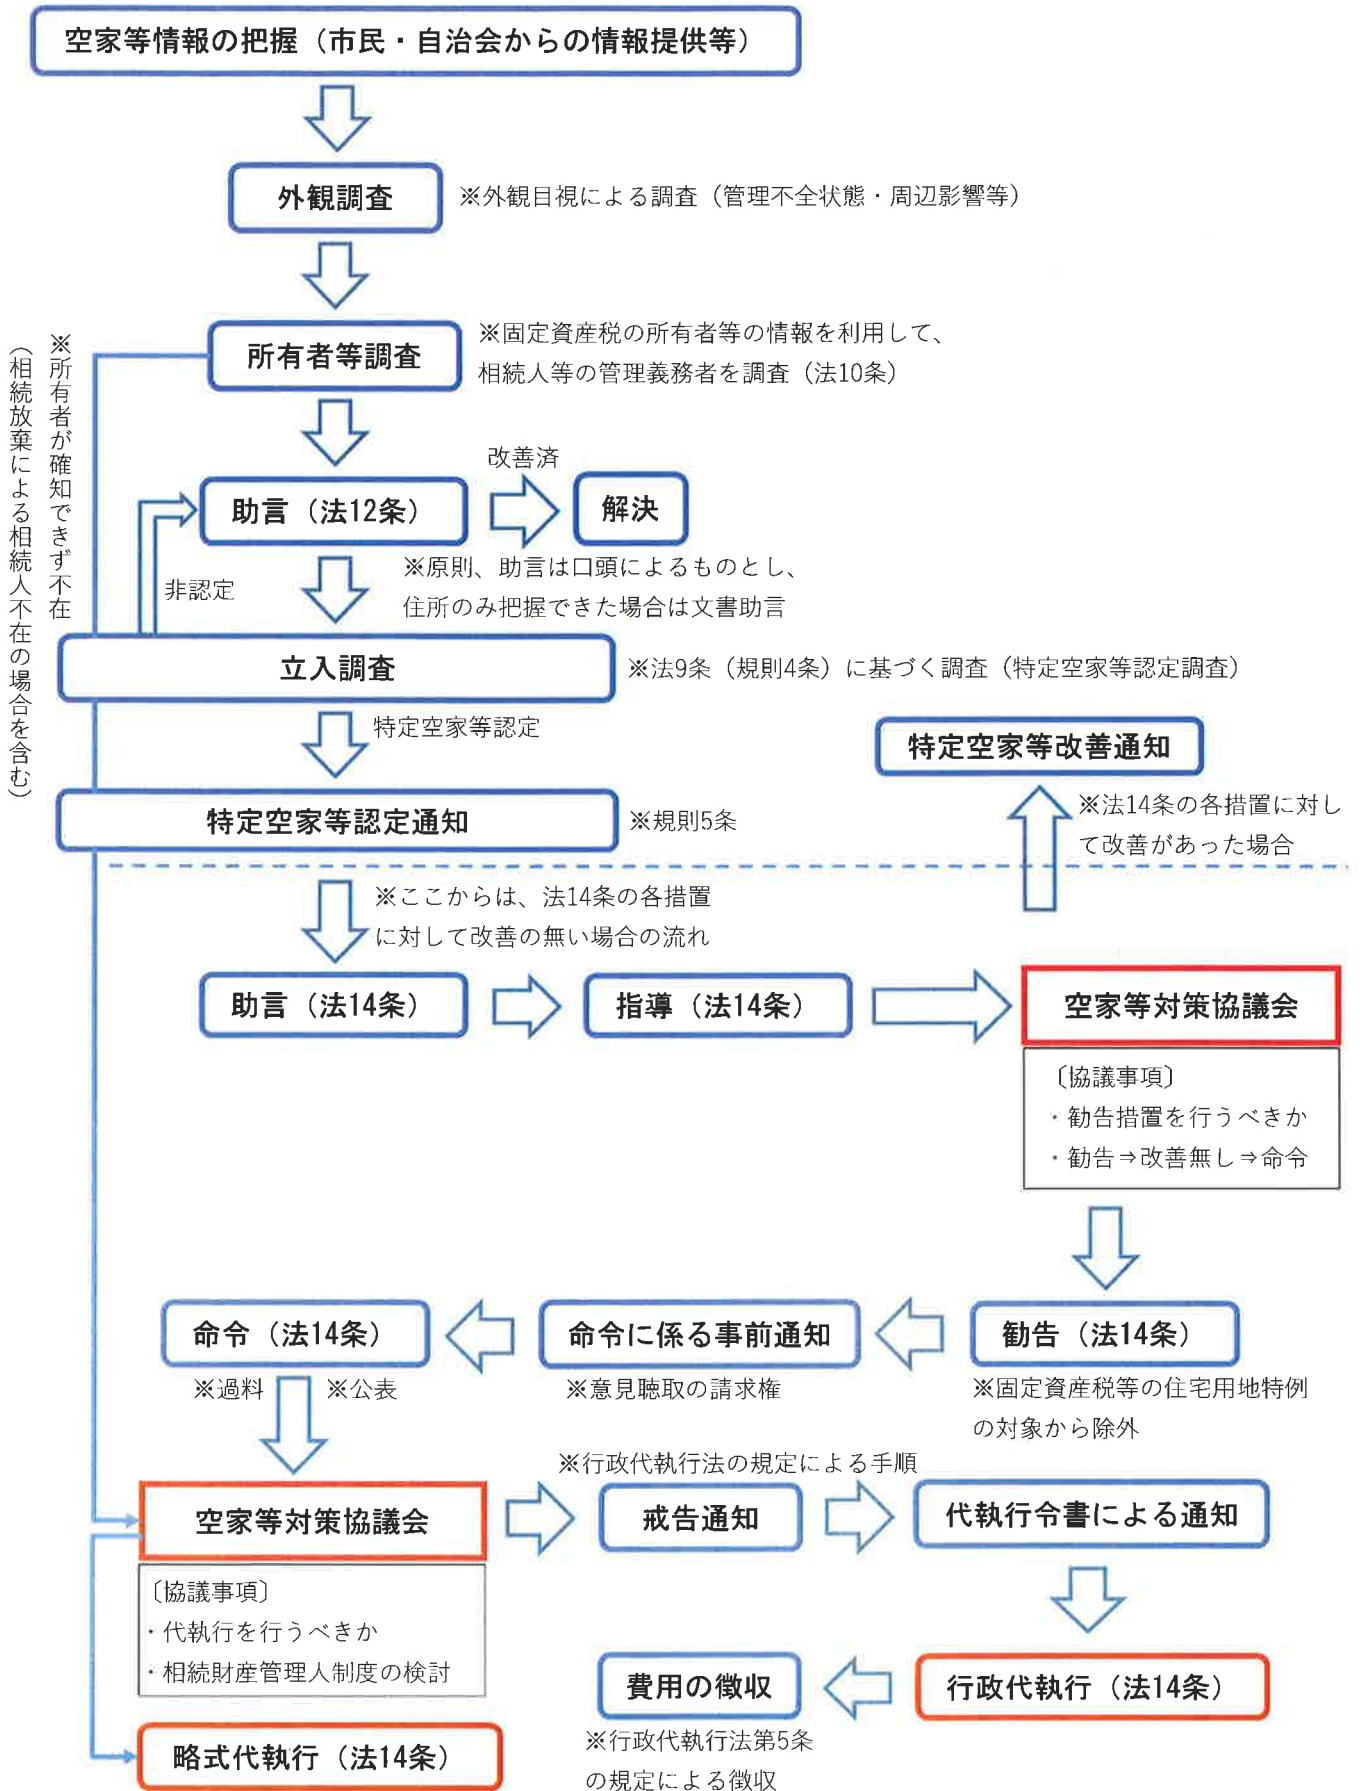 空家等情報の把握（市民・自治会からの情報提供等）
外観調査
※外観目視による調査（管理不全状態・周辺影響等）
所有者等調査
※固定資産税の所有者等の情報を利用して、
相続人等の管理義務者を調査（法10条）
※所有者が確知できず不在
（相続放棄による相続人不在の場合を含む）
助言（法12条）
改善済
解決
※原則、助言は口頭によるものとし、
住所のみ把握できた場合は文書助言
非認定
立入調査
※法9条（規則4条）に基づく調査（特定空家等認定調査）
特定空家等認定
特定空家等改善通知
特定空家等認定通知
※規則5条
※法14条の各措置に対し
て改善があった場合
※ここからは、法14条の各措置
に対して改善の無い場合の流れ
助言（法14条）
指導（法14条）
空家等対策協議会
〔協議事項〕
・勧告措置を行うべきか
・勧告⇒改善無し⇒命令
命令（法14条）
命令に係る事前通知
勧告（法14条）
※過料
※公表
※意見聴取の請求権
※固定資産税等の住宅用地特例
の対象から除外
※行政代執行法の規定による手順
空家等対策協議会
戒告通知
代執行令書による通知
〔協議事項〕
・代執行を行うべきか
・相続財産管理人制度の検討
費用の徴収
行政代執行（法14条）
※行政代執行法第5条
の規定による徴収
略式代執行（法14条）